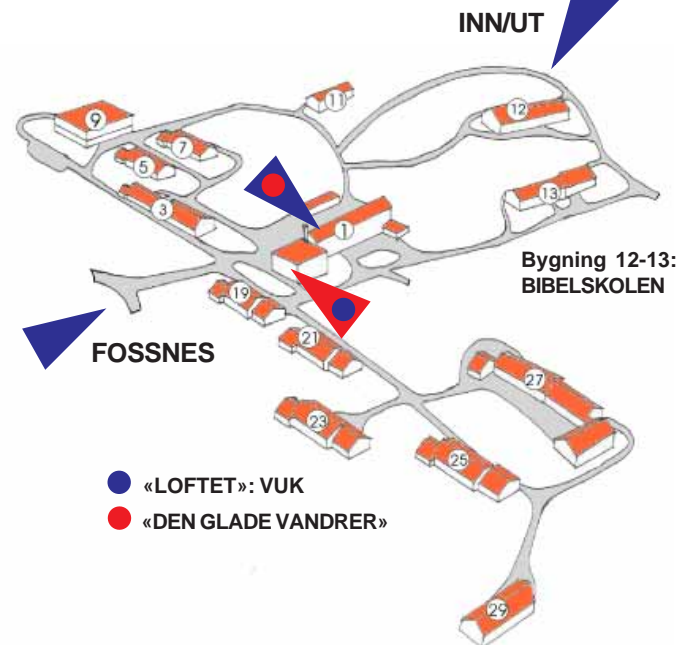 INN/UT
11
9
12
7
5
13
3
1
Bygning 12-13:
BIBELSKOLEN
19
FOSSNES
21
27
23
25
«LOFTET»: VUK
«DEN GLADE VANDRER»
29